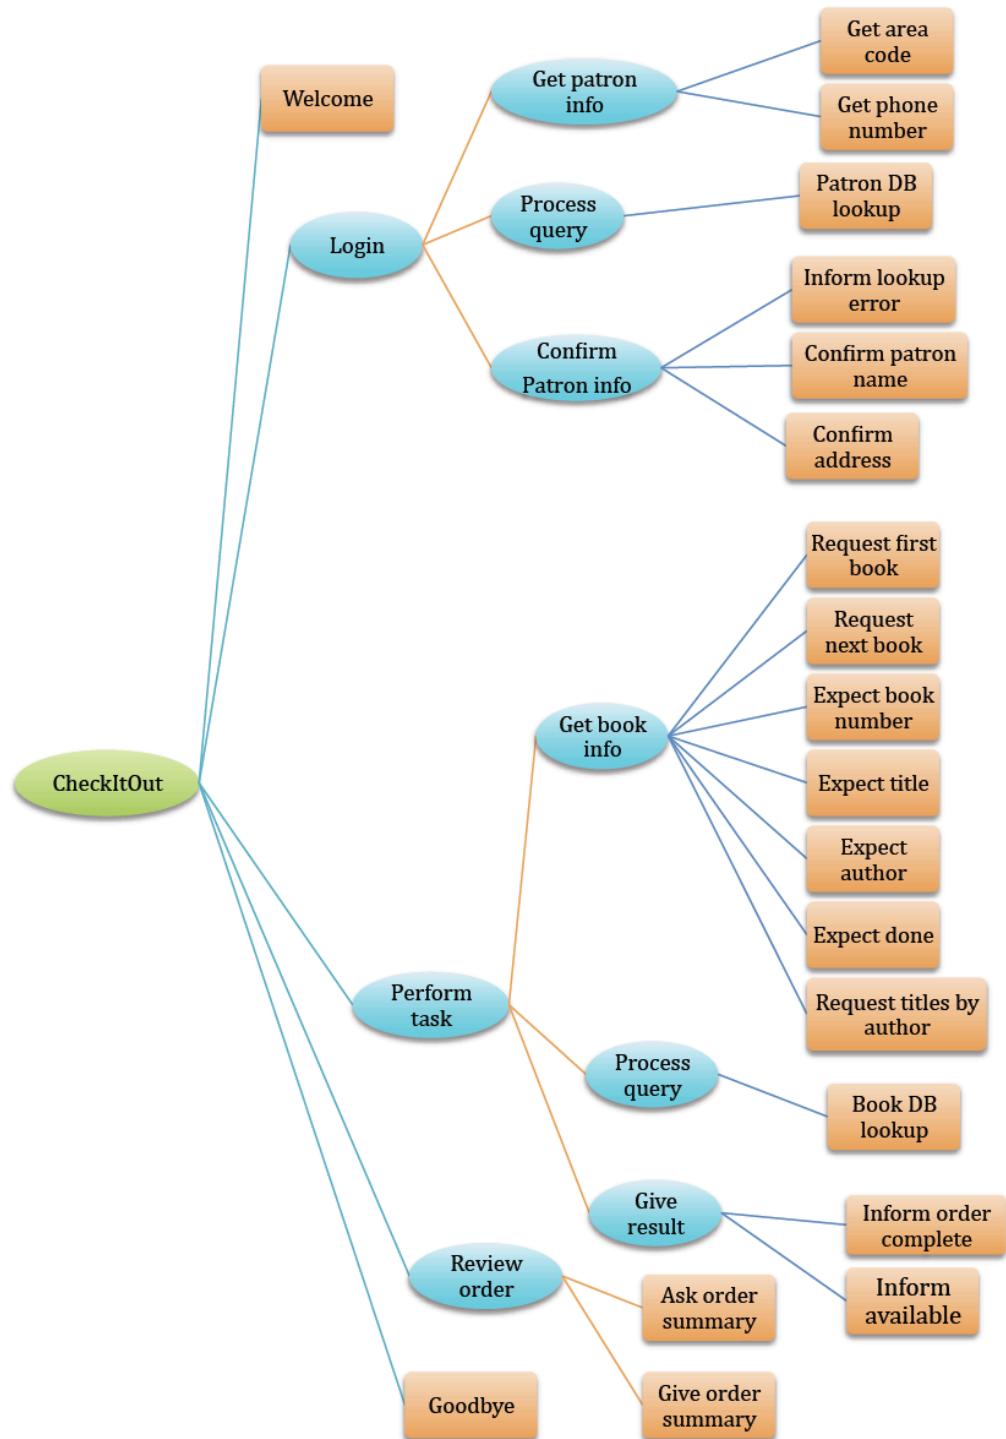 Get area
code
Welcome
Get patron
info
Get phone
number
Patron DB
lookup
Process
query
Login
Inform lookup
error
Confirm
Patron info
Confirm patron
name
Confirm
address
Request first
book
Request
next book
Expect book
number
Get book
info
CheckItOut
Expect title
Expect
author
Expect done
Perform
task
Request titles by
author
Process
query
Book DB
lookup
Give
result
Inform order
complete
Review
order
Ask order
summary
Inform
available
Goodbye
Give order
summary